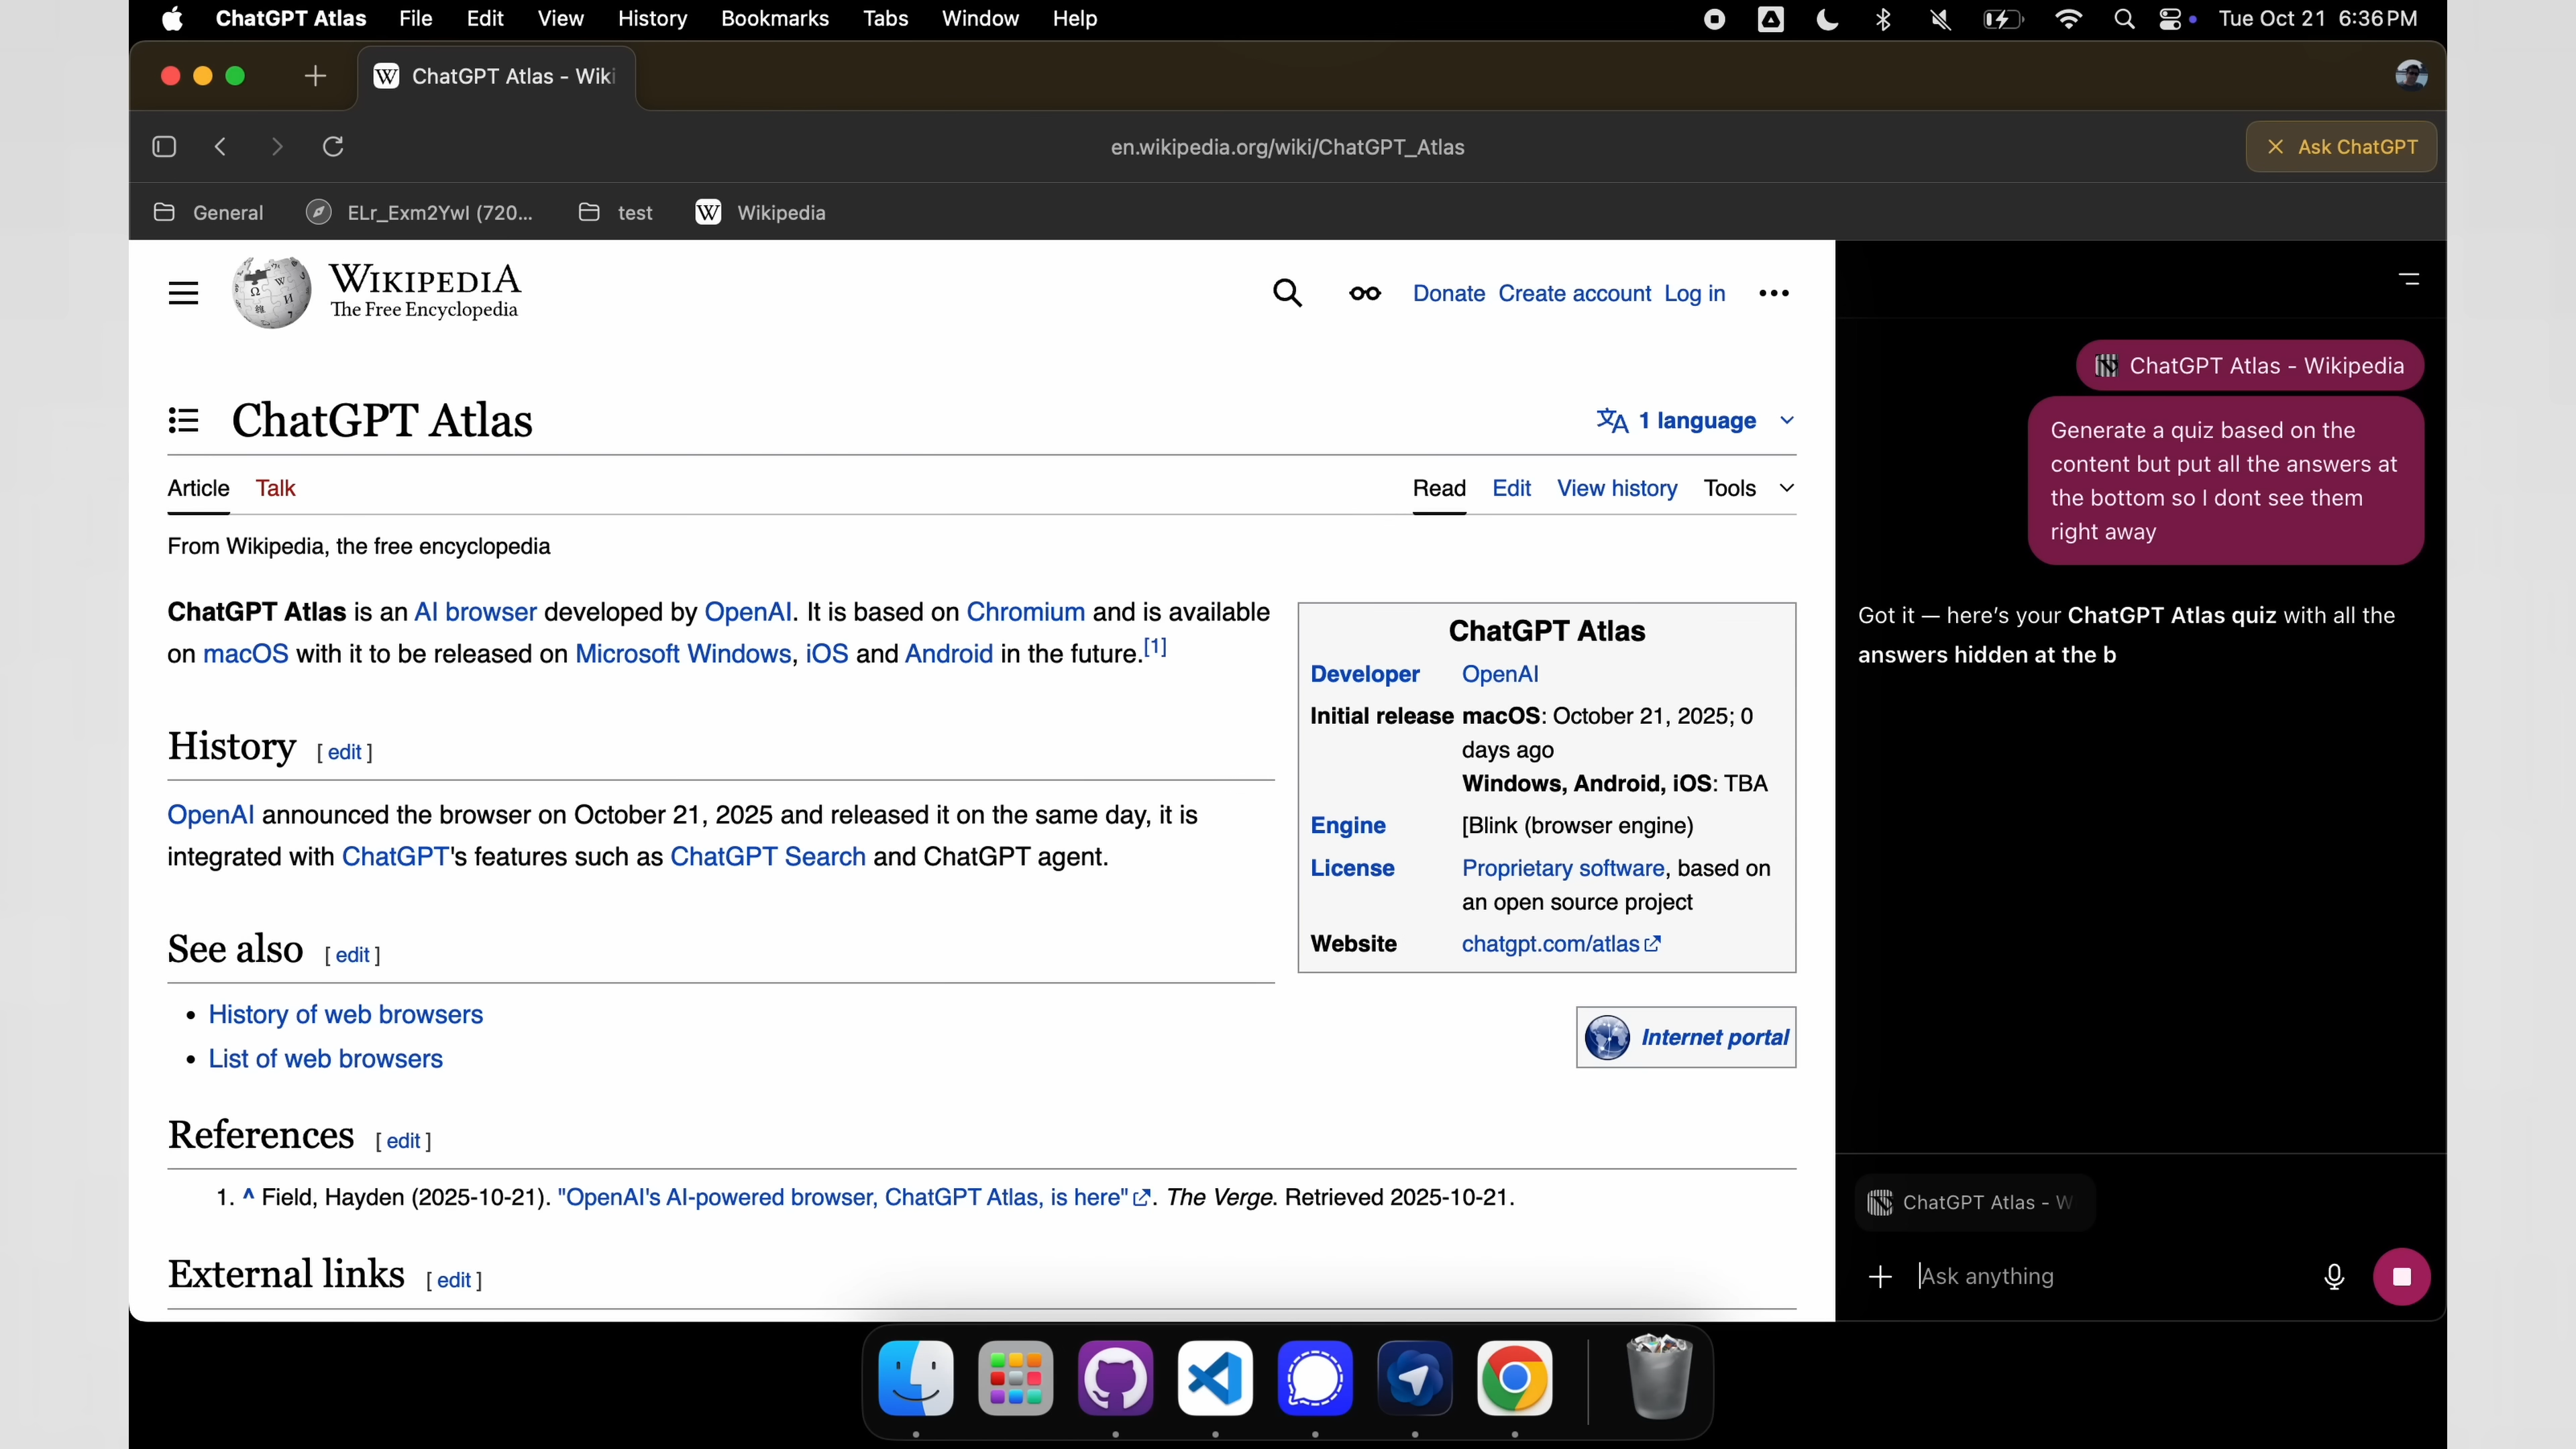 ChatGPT Atlas File Edit View History Bookmarks Tabs Window Help Tue Oct 21 6:36 PM
ChatGPT Atlas - Wiki
en.wikipedia.org/wiki/ChatGPT_Atlas
Ask ChatGPT
General ELr_Exm2Ywl (720... test Wikipedia
WIKIPEDIA
The Free Encyclopedia
Donate Create account Log in
ChatGPT Atlas
1 language
Article Talk Read Edit View history Tools
From Wikipedia, the free encyclopedia
ChatGPT Atlas is an AI browser developed by OpenAI. It is based on Chromium and is available
on macOS with it to be released on Microsoft Windows, iOS and Android in the future.[1]
History [ edit ]
OpenAI announced the browser on October 21, 2025 and released it on the same day, it is
integrated with ChatGPT's features such as ChatGPT Search and ChatGPT agent.
See also [ edit ]
• History of web browsers
• List of web browsers
ChatGPT Atlas
Developer OpenAI
Initial release macOS: October 21, 2025; 0
days ago
Windows, Android, iOS: TBA
Engine [Blink (browser engine)
License Proprietary software, based on
an open source project
Website chatgpt.com/atlas
Internet portal
References [ edit ]
1. ^ Field, Hayden (2025-10-21). "OpenAI's AI-powered browser, ChatGPT Atlas, is here". The Verge. Retrieved 2025-10-21.
External links [ edit ]
ChatGPT Atlas - Wikipedia
Generate a quiz based on the
content but put all the answers at
the bottom so I dont see them
right away
Got it — here's your ChatGPT Atlas quiz with all the
answers hidden at the b
ChatGPT Atlas - W
Ask anything